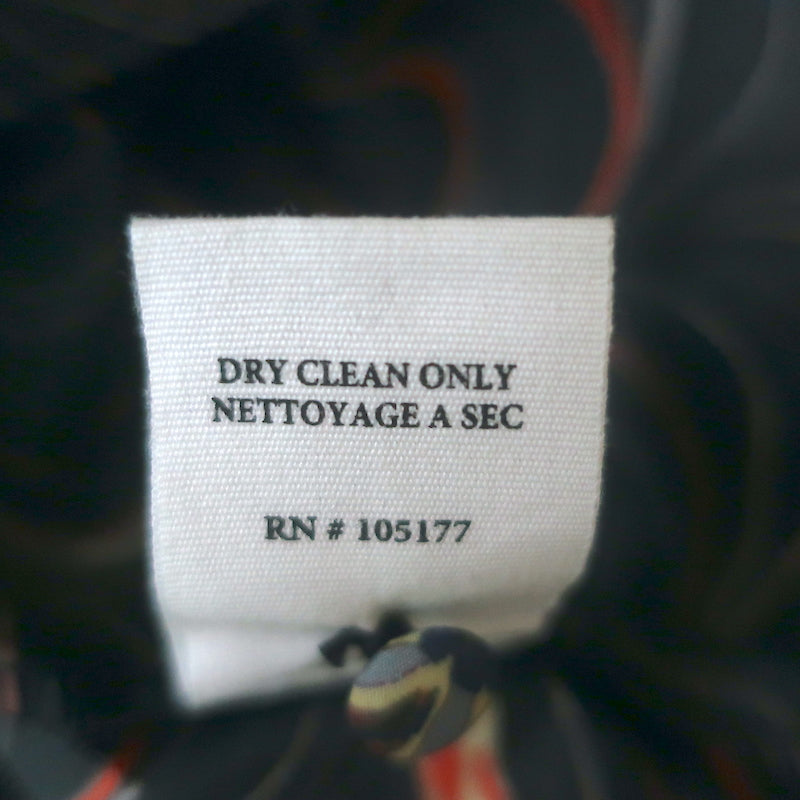 DRY CLEAN ONLY
NETTOYAGE A SEC
RN # 105177